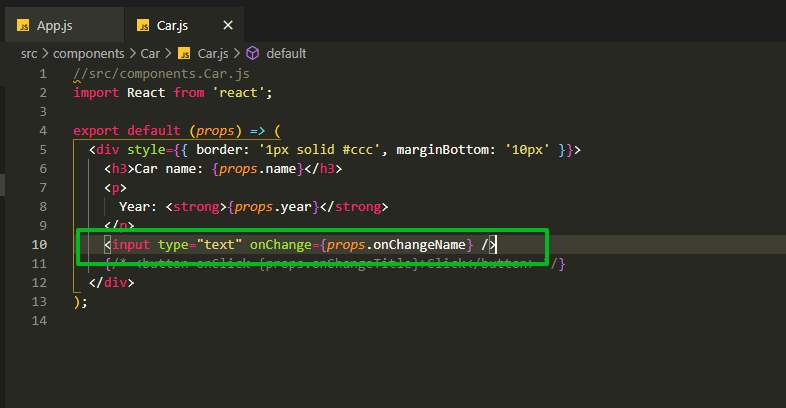 JS App.js JS Car.js ×
src > components > Car > JS Car.js > default
1 //src/components.Car.js
2 import React from 'react';
3
4 export default (props) => (
5 <div style={{ border: '1px solid #ccc', marginBottom: '10px' }}>
6 <h3>Car name: {props.name}</h3>
7 <p>
8 Year: <strong>{props.year}</strong>
9 </p>
10 <input type="text" onChange={props.onChangeName} />
11 {/* <button onClick={props.onChangeTitle}>Click</button> */}
12 </div>
13 );
14